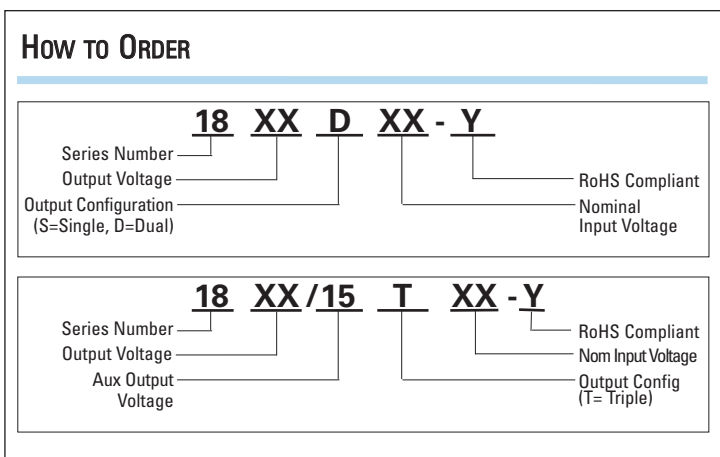 HOW TO ORDER
18 XX D XX - Y
Series Number
Output Voltage
Output Configuration
(S=Single, D=Dual)
RoHS Compliant
Nominal
Input Voltage
18 XX /15 T XX - Y
Series Number
Output Voltage
Aux Output
Voltage
RoHS Compliant
Nom Input Voltage
Output Config
(T= Triple)